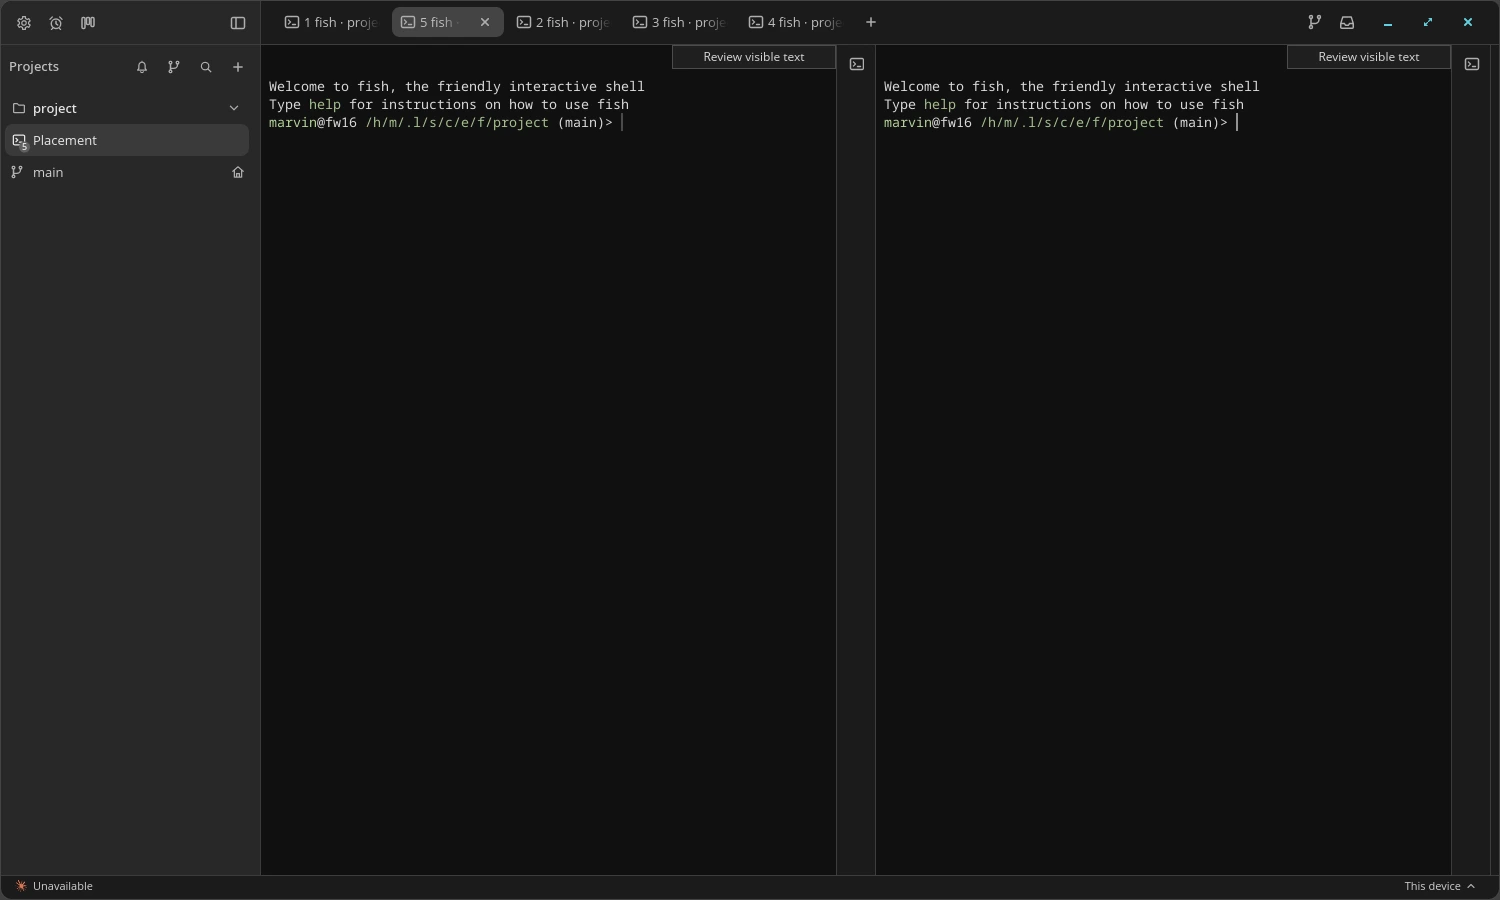 1 fish · proje
5 fish ·
2 fish · proje
3 fish · proje
4 fish · proje
Projects
project
5
Placement
main
Review visible text
Welcome to fish, the friendly interactive shell
Type help for instructions on how to use fish
marvin@fw16 /h/m/.l/s/c/e/f/project (main)>
Review visible text
Welcome to fish, the friendly interactive shell
Type help for instructions on how to use fish
marvin@fw16 /h/m/.l/s/c/e/f/project (main)>
Unavailable
This device